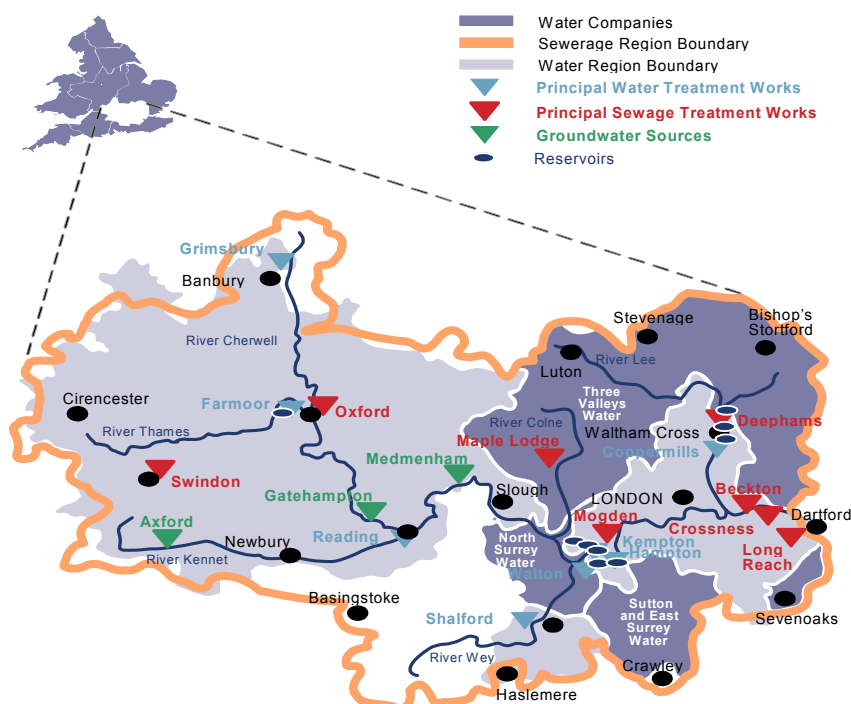 Water Companies
Sewerage Region Boundary
Water Region Boundary
Principal Water Treatment Works
Principal Sewage Treatment Works
Groundwater Sources
Reservoirs
Grimsbury
Banbury
River Cherwell
Stevenage
Bishop's
Stortford
Luton
River Lee
Three
Valleys
Water
Cirencester
Farmoor
Oxford
River Thames
River Colne
Deephams
Waltham Cross
Maple Lodge
Coppermills
Medmenham
Swindon
Slough
LONDON
Beckton
Gatehampton
Mogden
Dartford
Axford
Reading
Crossness
Newbury
North
Surrey
Water
Kempton
Hampton
Long
Reach
River Kennet
Walton
Basingstoke
Sutton
and East
Surrey
Water
Sevenoaks
Shalford
River Wey
Crawley
Haslemere